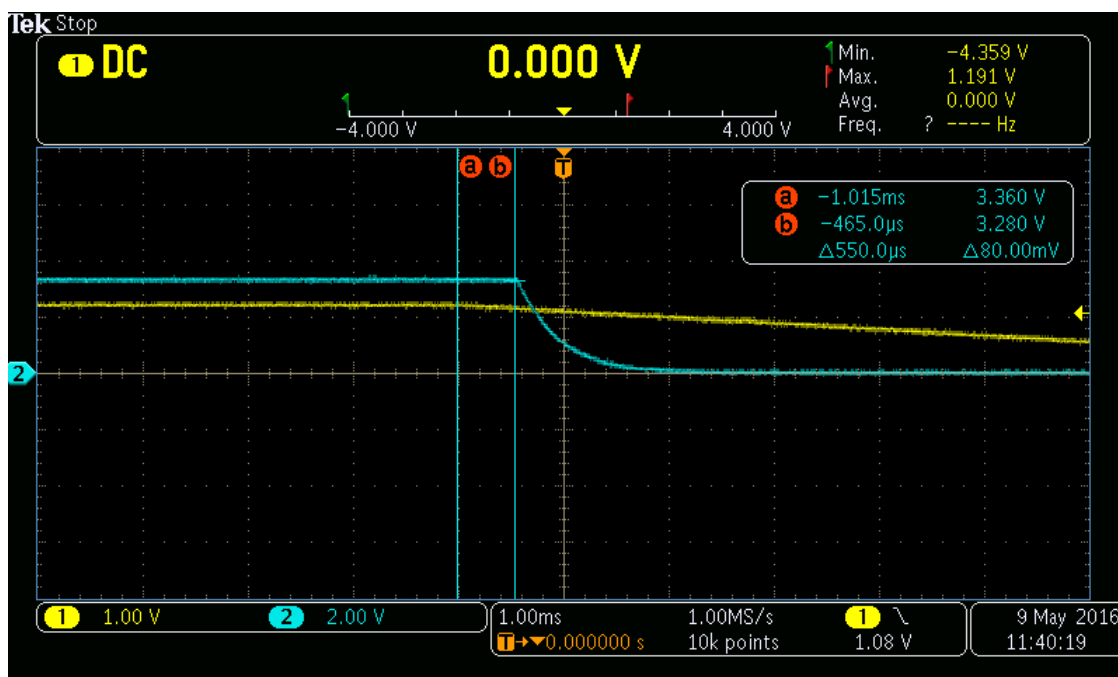 Tek Stop
1 DC 0.000 V
Min. -4.359 V
Max. 1.191 V
Avg. 0.000 V
Freq. ? ---- Hz
-4.000 V 4.000 V
a b T
a -1.015ms 3.360 V
b -465.0µs 3.280 V
△550.0µs △80.00mV
2
1 1.00 V 2 2.00 V 1.00ms 1.00MS/s 1 \ 9 May 2016
T→▼0.000000 s 10k points 1.08 V 11:40:19